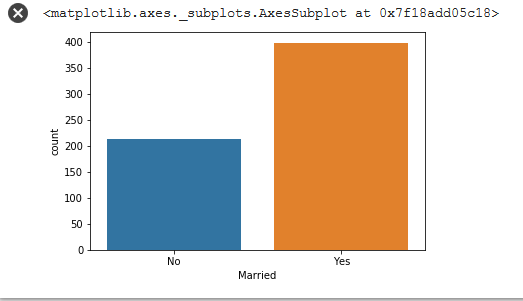 <matplotlib.axes._subplots.AxesSubplot at 0x7f18add05c18>
400
350
300
250
200
150
100
50
0
count
No Yes
Married